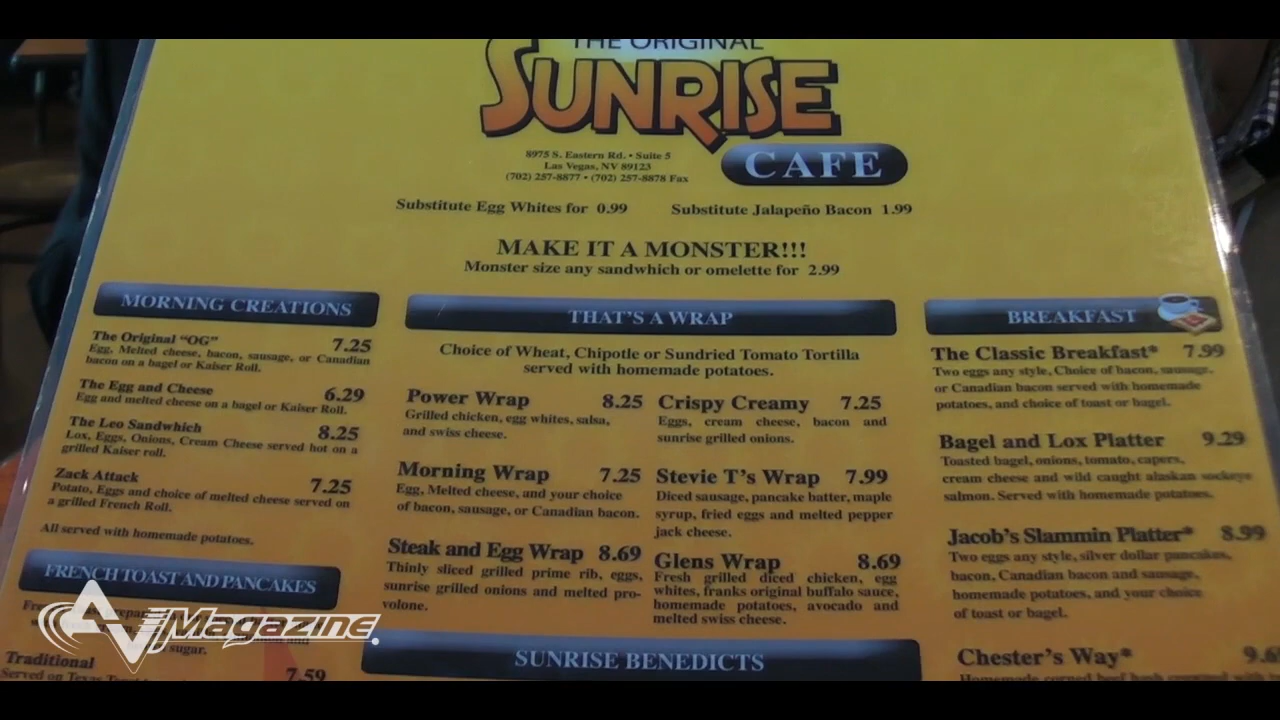 THE ORIGINAL
SUNRISE
CAFE
8975 S. Eastern Rd. • Suite 5
Las Vegas, NV 89123
(702) 257-8877 • (702) 257-8878 Fax
Substitute Egg Whites for 0.99
Substitute Jalapeño Bacon 1.99
MAKE IT A MONSTER!!!
Monster size any sandwhich or omelette for 2.99
MORNING CREATIONS
The Original "OG" 7.25
Egg, Melted cheese, bacon, sausage, or Canadian
bacon on a bagel or Kaiser Roll.
The Egg and Cheese 6.29
Egg and melted cheese on a bagel or Kaiser Roll.
The Leo Sandwhich 8.25
Lox, Eggs, Onions, Cream Cheese served hot on a
grilled Kaiser roll.
Zack Attack 7.25
Potato, Eggs and choice of melted cheese served on
a grilled French Roll.
All served with homemade potatoes.
FRENCH TOAST AND PANCAKES
sugar.
Traditional 7.59
Served on Texas
THAT'S A WRAP
Choice of Wheat, Chipotle or Sundried Tomato Tortilla
served with homemade potatoes.
Power Wrap 8.25
Grilled chicken, egg whites, salsa,
and swiss cheese.
Morning Wrap 7.25
Egg, Melted cheese, and your choice
of bacon, sausage, or Canadian bacon.
Steak and Egg Wrap 8.69
Thinly sliced grilled prime rib, eggs,
sunrise grilled onions and melted pro-
volone.
Crispy Creamy 7.25
Eggs, cream cheese, bacon and
sunrise grilled onions.
Stevie T's Wrap 7.99
Diced sausage, pancake batter, maple
syrup, fried eggs and melted pepper
jack cheese.
Glens Wrap 8.69
Fresh grilled diced chicken, egg
whites, franks original buffalo sauce,
homemade potatoes, avocado and
melted swiss cheese.
SUNRISE BENEDICTS
BREAKFAST
The Classic Breakfast* 7.99
Two eggs any style, Choice of bacon, sausage,
or Canadian bacon served with homemade
potatoes, and choice of toast or bagel.
Bagel and Lox Platter 9.29
Toasted bagel, onions, tomato, capers,
cream cheese and wild caught alaskan sockeye
salmon. Served with homemade potatoes.
Jacob's Slammin Platter* 8.99
Two eggs any style, silver dollar pancakes,
bacon, Canadian bacon and sausage,
homemade potatoes, and your choice
of toast or bagel.
Chester's Way*
Homemade corned beef hash
AV Magazine